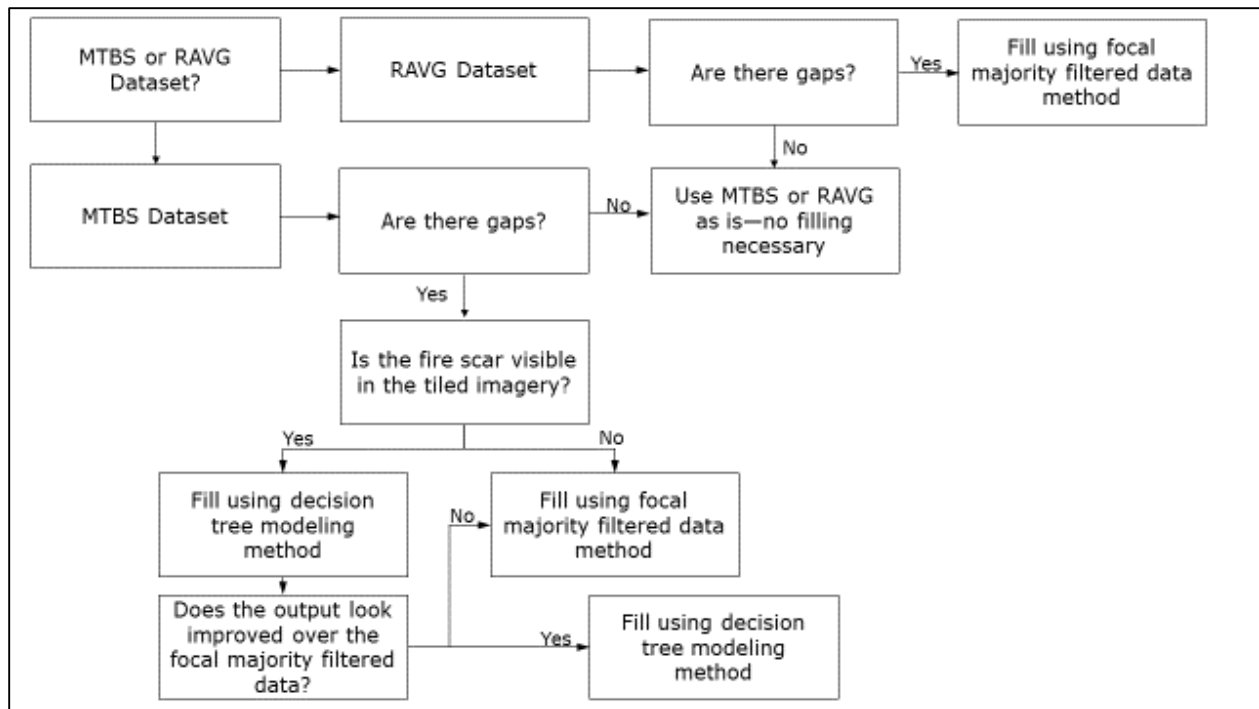 MTBS or RAVG
Dataset?
RAVG Dataset
Are there gaps?
Yes
Fill using focal
majority filtered data
method
No
MTBS Dataset
Are there gaps?
No
Use MTBS or RAVG
as is—no filling
necessary
Yes
Is the fire scar visible
in the tiled imagery?
Yes
No
Fill using decision
tree modeling
method
No
Fill using focal
majority filtered data
method
Does the output look
improved over the
focal majority filtered
data?
Yes
Fill using decision
tree modeling
method